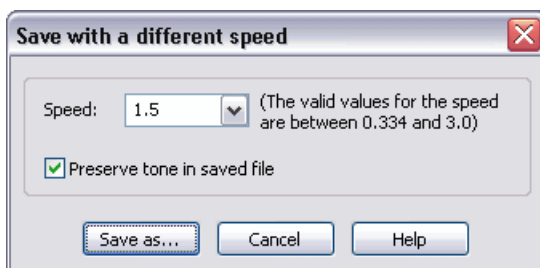 Save with a different speed
Speed: 1.5 (The valid values for the speed
are between 0.334 and 3.0)
Preserve tone in saved file
Save as... Cancel Help